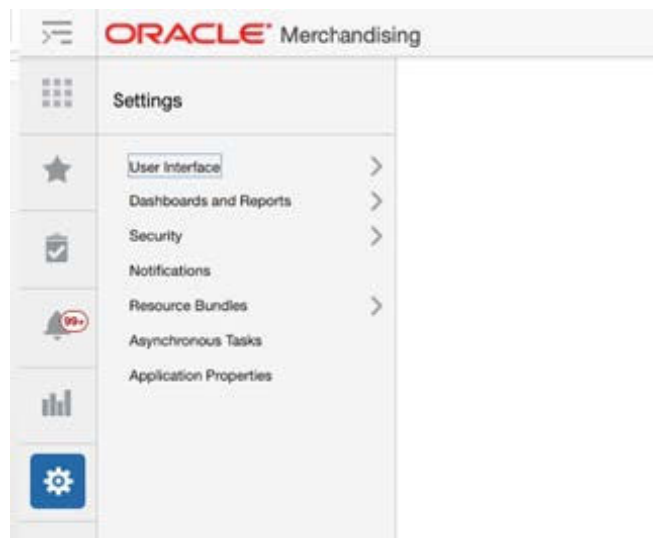 ORACLE® Merchandising
Settings
User Interface
Dashboards and Reports
Security
Notifications
Resource Bundles
99+
Asynchronous Tasks
Application Properties